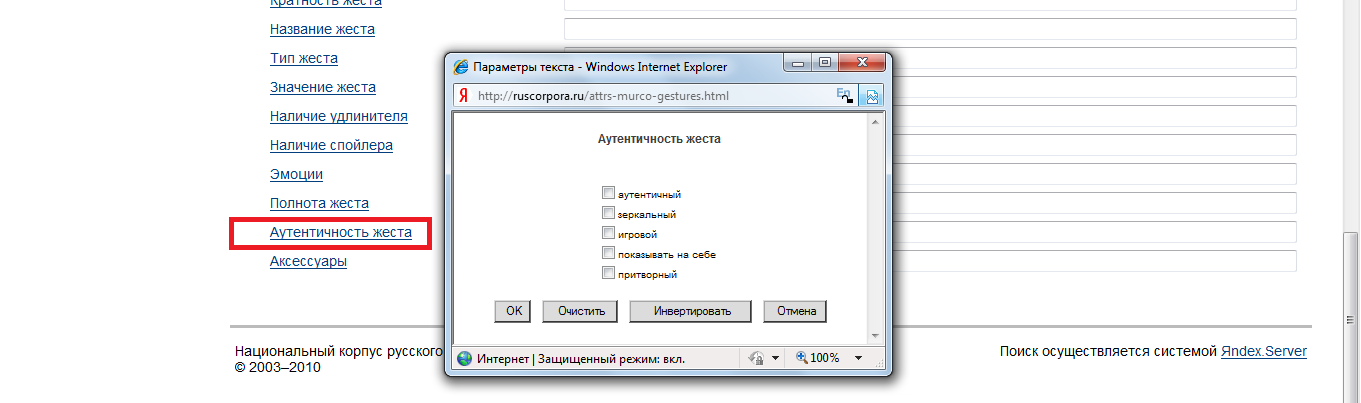 Кратность жеста
Название жеста
Тип жеста
Значение жеста
Наличие удлинителя
Наличие спойлера
Эмоции
Полнота жеста
Аутентичность жеста
Аксессуары
Параметры текста - Windows Internet Explorer
Я http://ruscorpora.ru/attrs-murco-gestures.html En
Аутентичность жеста
аутентичный
зеркальный
игровой
показывать на себе
притворный
OK Очистить Инвертировать Отмена
Интернет | Защищенный режим: вкл. 100%
Национальный корпус русского
© 2003–2010
Поиск осуществляется системой Яndex.Server